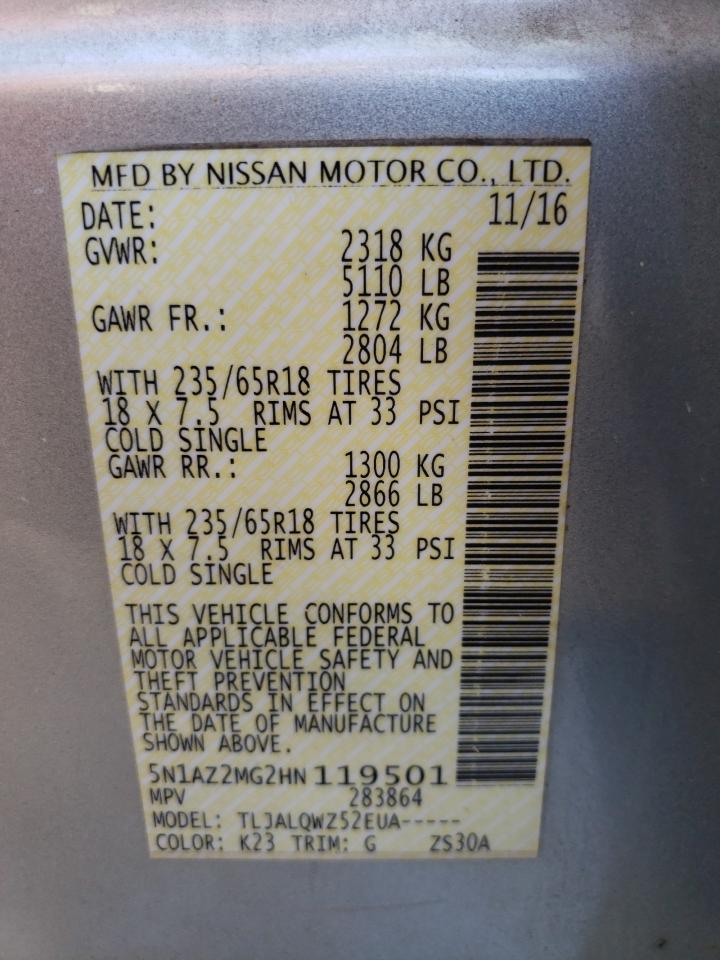 MFD BY NISSAN MOTOR CO., LTD.
DATE: 11/16
GVWR: 2318 KG
5110 LB
GAWR FR.: 1272 KG
2804 LB
WITH 235/65R18 TIRES
18 X 7.5 RIMS AT 33 PSI
COLD SINGLE
GAWR RR.: 1300 KG
2866 LB
WITH 235/65R18 TIRES
18 X 7.5 RIMS AT 33 PSI
COLD SINGLE
THIS VEHICLE CONFORMS TO
ALL APPLICABLE FEDERAL
MOTOR VEHICLE SAFETY AND
THEFT PREVENTION
STANDARDS IN EFFECT ON
THE DATE OF MANUFACTURE
SHOWN ABOVE.
5N1AZ2MG2HN119501
MPV 283864
MODEL: TLJALQWZ52EUA-----
COLOR: K23 TRIM: G ZS30A